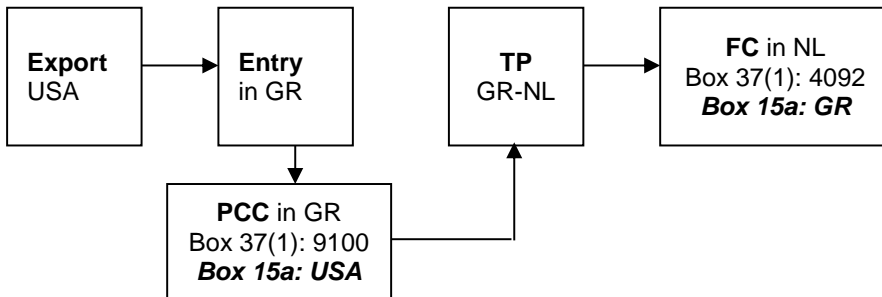 Export
USA
Entry
in GR
PCC in GR
Box 37(1): 9100
Box 15a: USA
TP
GR-NL
FC in NL
Box 37(1): 4092
Box 15a: GR